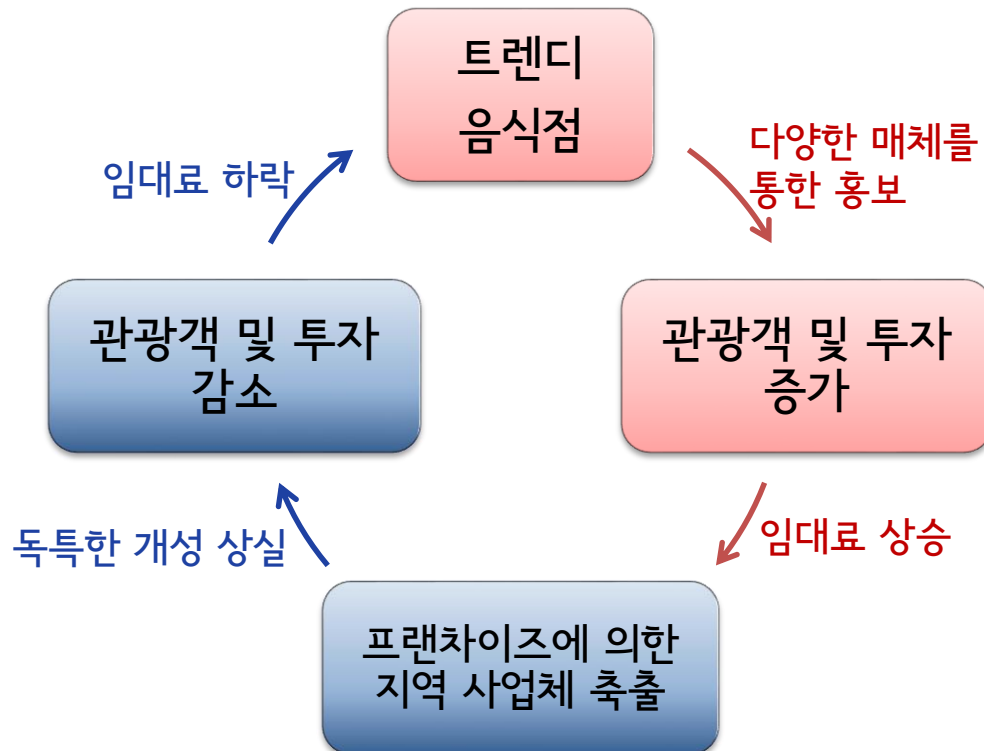 트렌디
음식점
다양한 매체를
통한 홍보
관광객 및 투자
증가
임대료 상승
프랜차이즈에 의한
지역 사업체 축출
독특한 개성 상실
관광객 및 투자
감소
임대료 하락